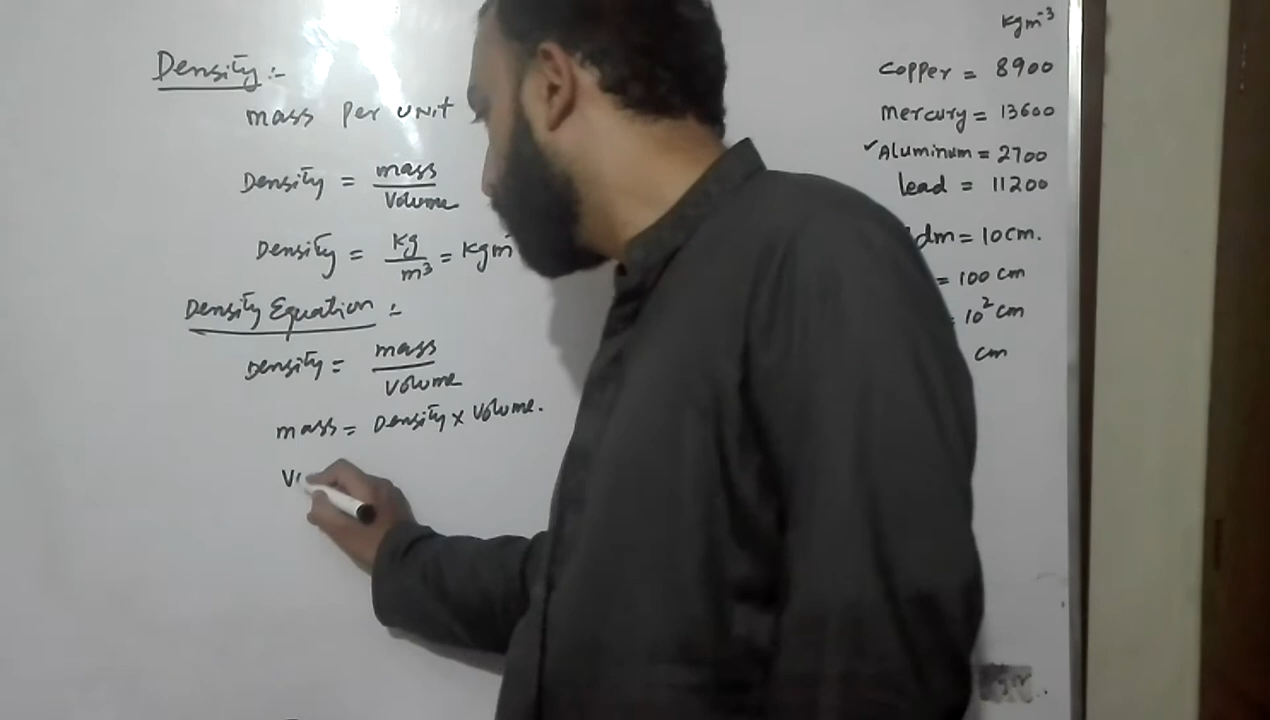 Density :-
mass per unit
Density = mass / volume
Density = kg / m³ = kgm⁻
Density Equation :-
Density = mass / volume
mass = Density x volume.
kgm⁻³
copper = 8900
mercury = 13600
✓Aluminum = 2700
lead = 11200
dm = 10cm.
= 100 cm
10² cm
cm